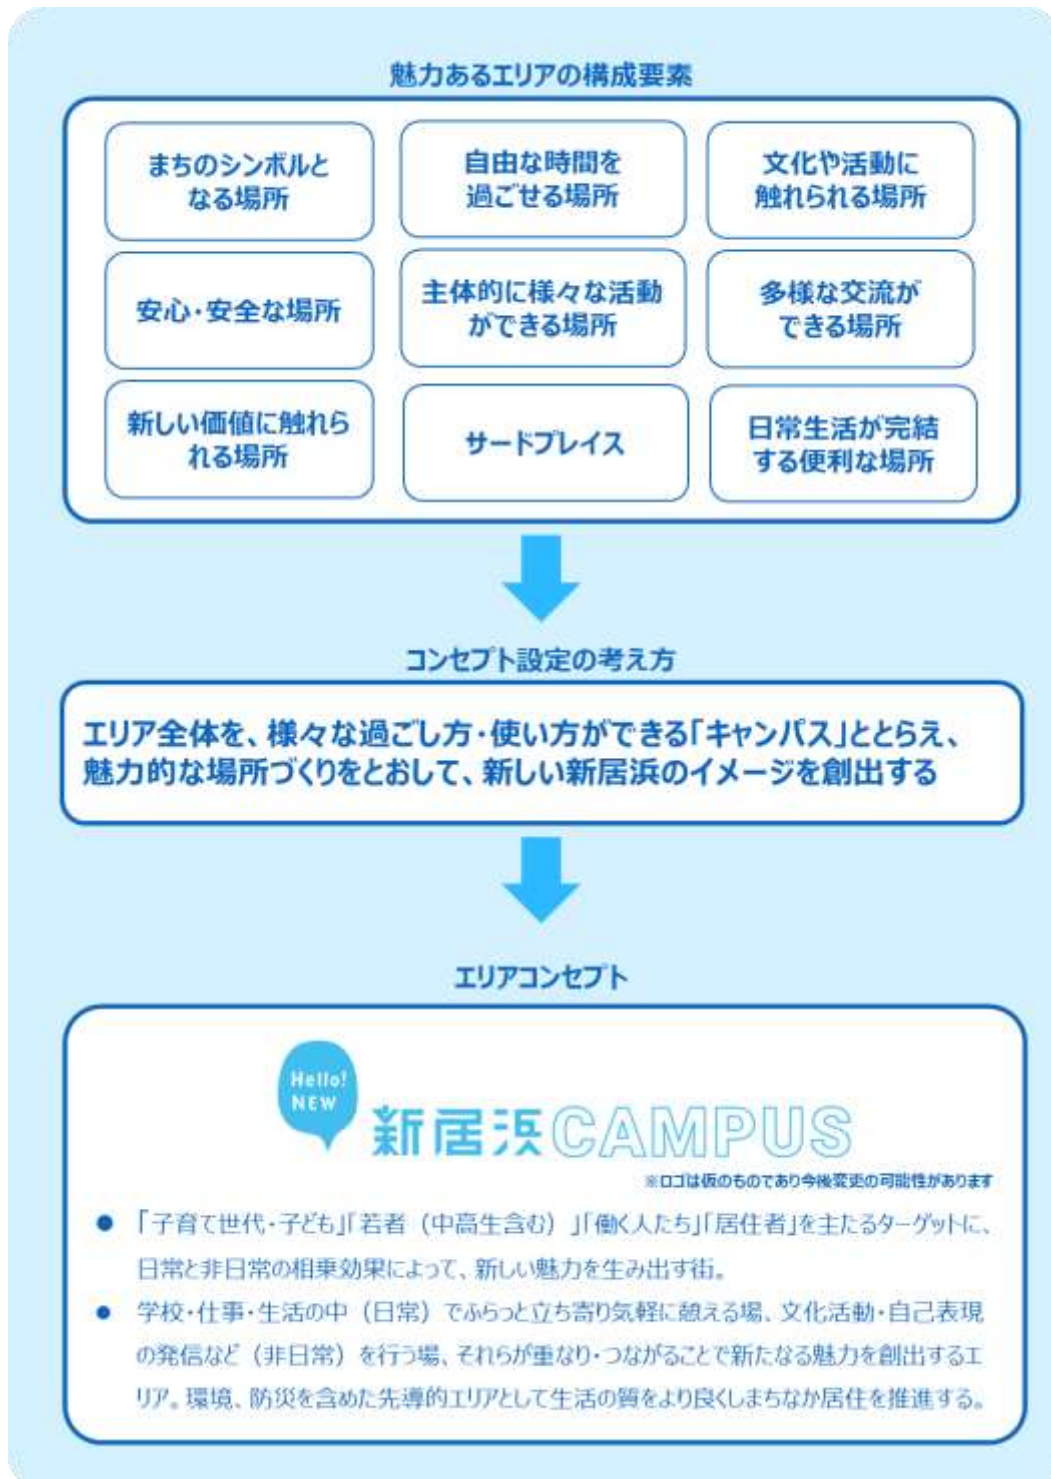 魅力あるエリアの構成要素
まちのシンボルと
なる場所
自由な時間を
過ごせる場所
文化や活動に
触れられる場所
安心・安全な場所
主体的に様々な活動
ができる場所
多様な交流が
できる場所
新しい価値に触れら
れる場所
サードプレイス
日常生活が完結
する便利な場所
コンセプト設定の考え方
エリア全体を、様々な過ごし方・使い方ができる「キャンパス」ととらえ、
魅力的な場所づくりをとおして、新しい新居浜のイメージを創出する
エリアコンセプト
Hello!
NEW
新居浜CAMPUS
※ロゴは仮のものであり今後変更の可能性があります
● 「子育て世代・子ども」「若者（中高生含む）」「働く人たち」「居住者」を主たるターゲットに、
日常と非日常の相乗効果によって、新しい魅力を生み出す街。
● 学校・仕事・生活の中（日常）でふらっと立ち寄り気軽に憩える場、文化活動・自己表現
の発信など（非日常）を行う場、それらが重なり・つながることで新たなる魅力を創出するエ
リア。環境、防災を含めた先導的エリアとして生活の質をより良くしまちなか居住を推進する。